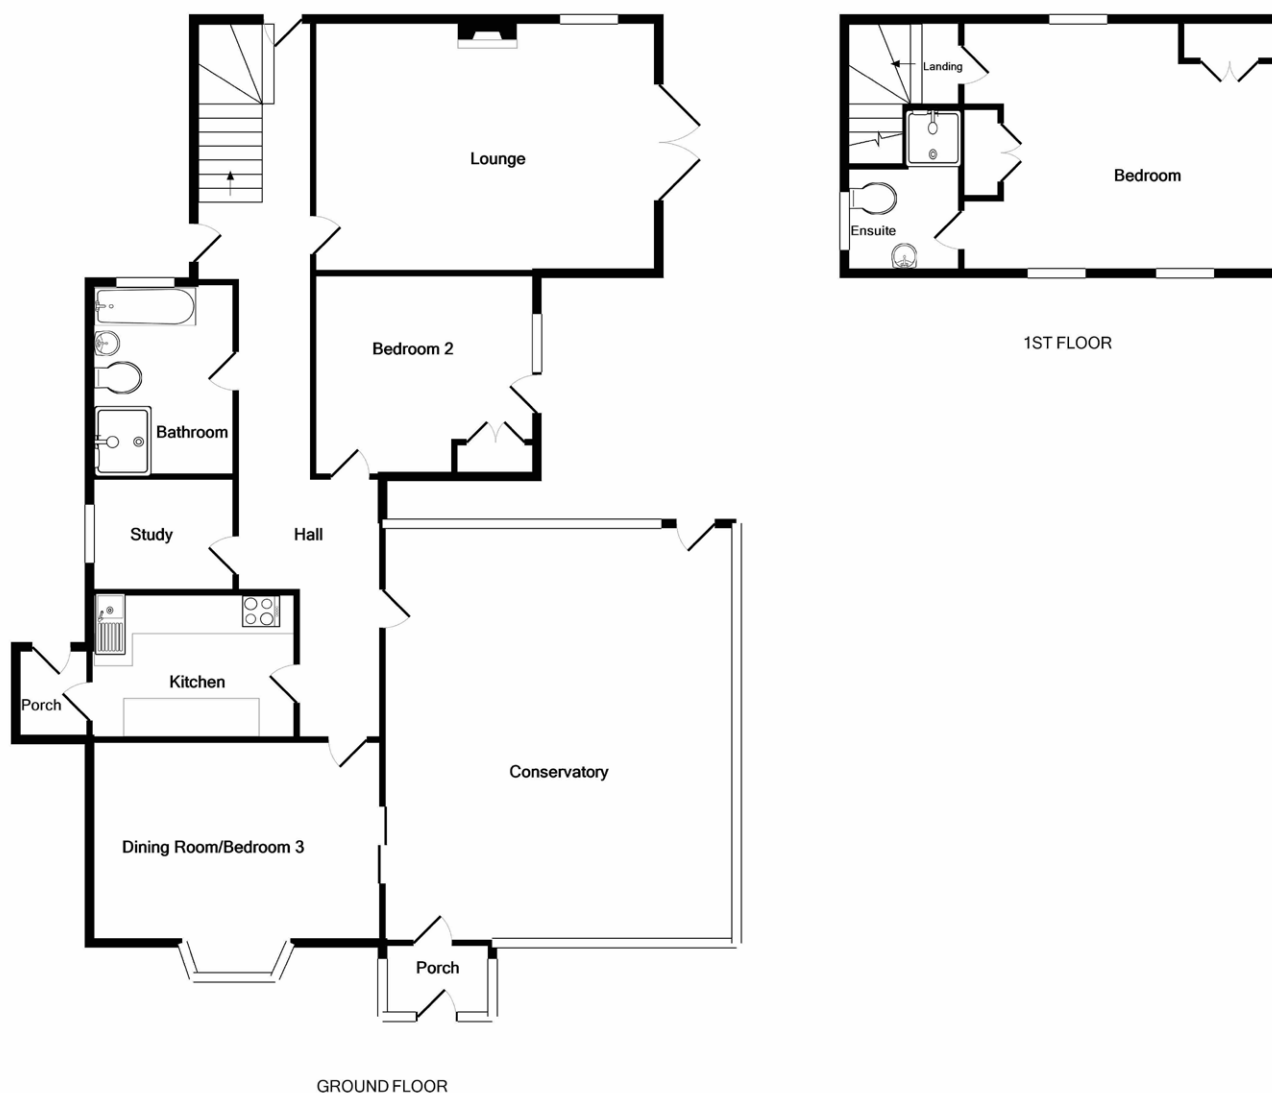 Lounge
Bedroom 2
Bathroom
Study
Hall
Kitchen
Porch
Conservatory
Dining Room/Bedroom 3
Porch
GROUND FLOOR
Landing
Bedroom
Ensuite
1ST FLOOR